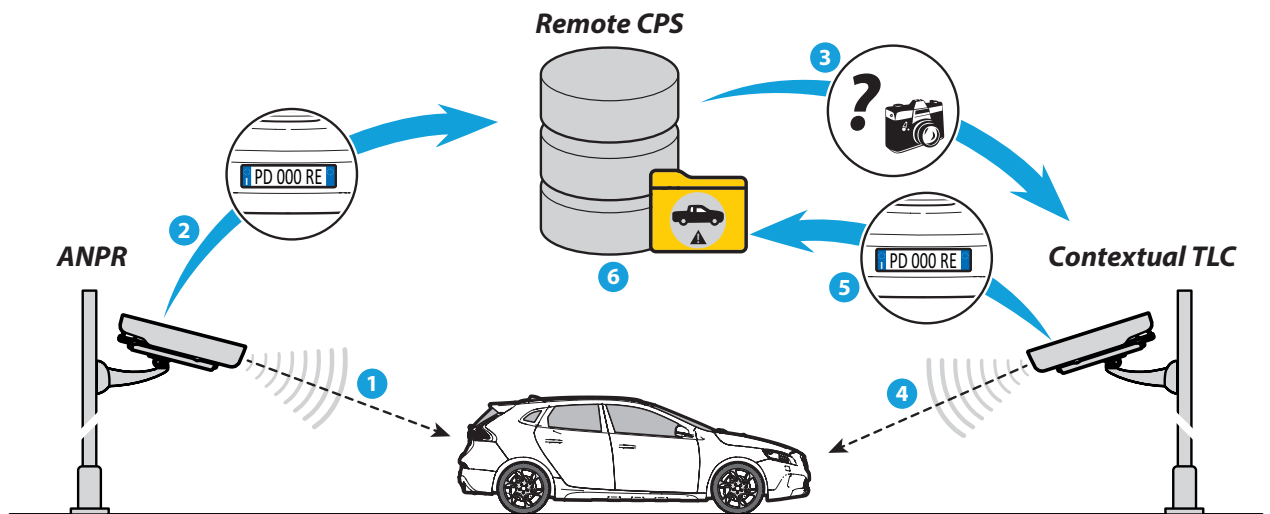 Remote CPS
3
?
I PD 000 RE
2
ANPR
I PD 000 RE
Contextual TLC
6
5
1
4